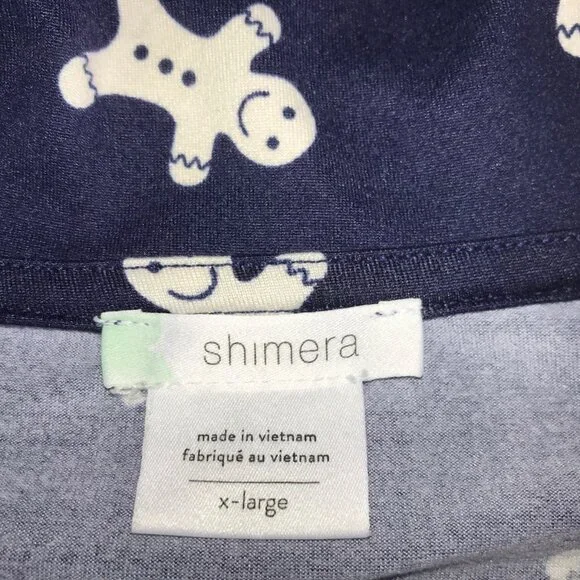 shimera
made in vietnam
fabriqué au vietnam
x-large